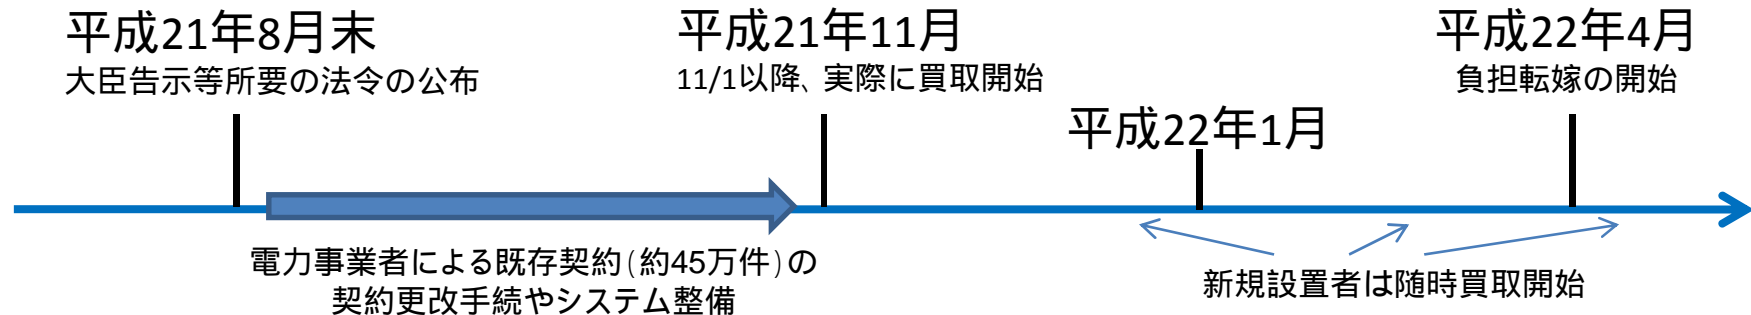 平成21年8月末
大臣告示等所要の法令の公布
平成21年11月
11/1以降、実際に買取開始
平成22年1月
平成22年4月
負担転嫁の開始
電力事業者による既存契約(約45万件)の
契約更改手続やシステム整備
新規設置者は随時買取開始